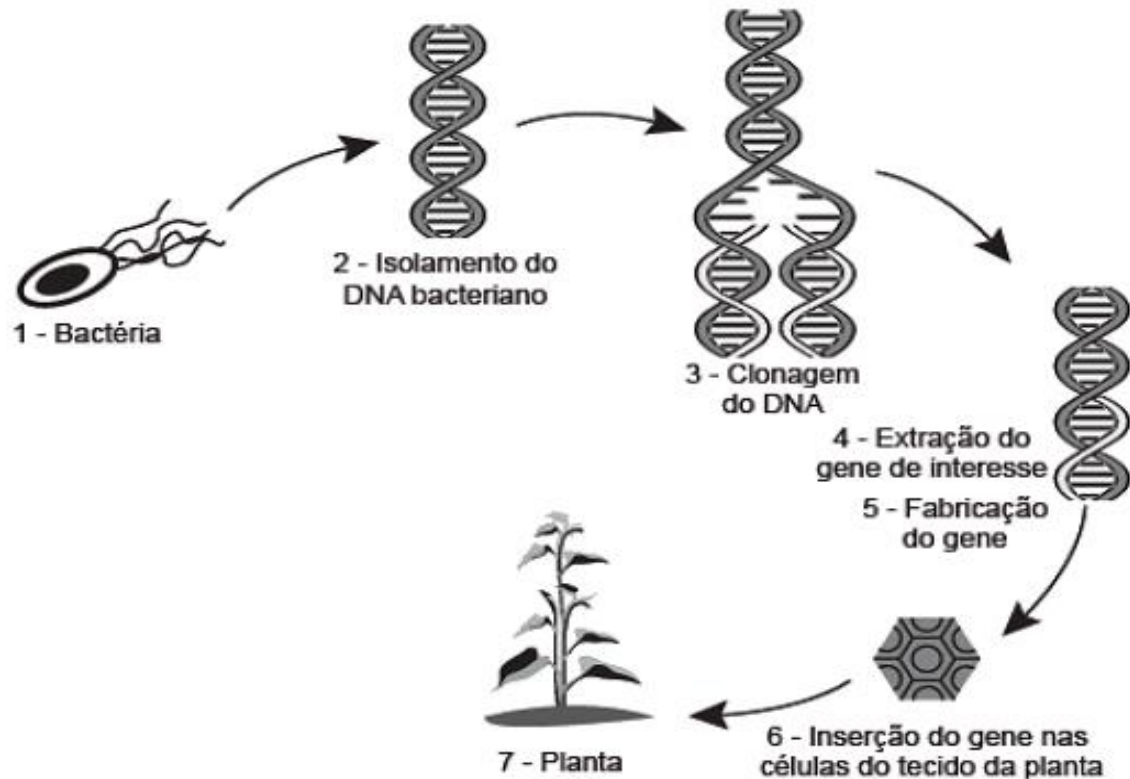 1 - Bactéria
2 - Isolamento do
DNA bacteriano
3 - Clonagem
do DNA
4 - Extração do
gene de interesse
5 - Fabricação
do gene
6 - Inserção do gene nas
células do tecido da planta
7 - Planta